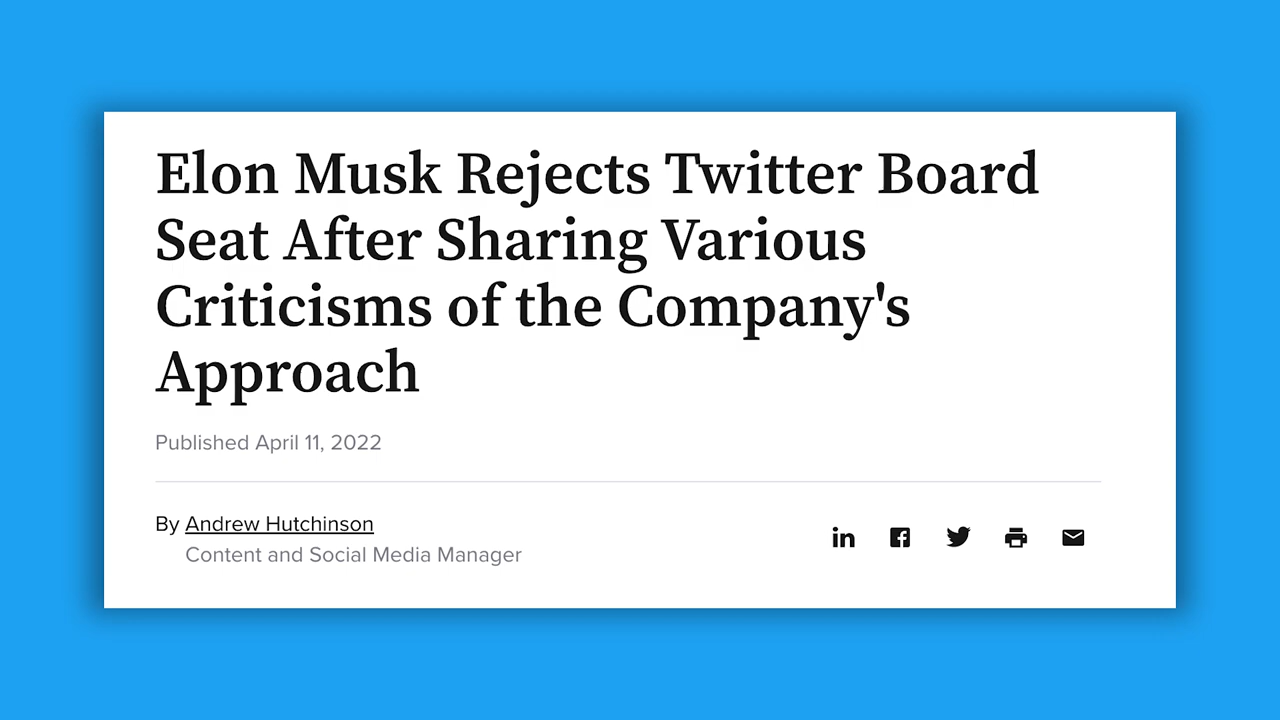 Elon Musk Rejects Twitter Board
Seat After Sharing Various
Criticisms of the Company's
Approach
Published April 11, 2022
By Andrew Hutchinson
Content and Social Media Manager
in